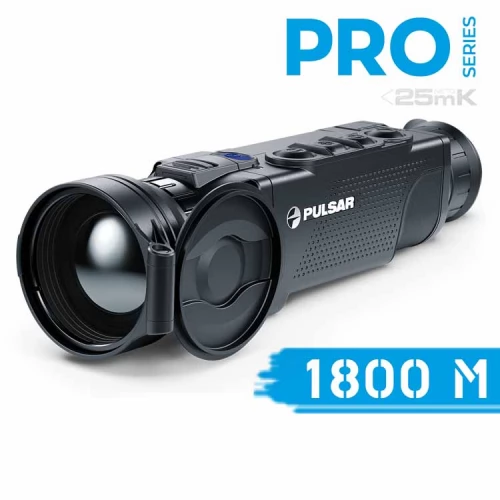 PRO
SERIES
<25mK
PULSAR
1800 M